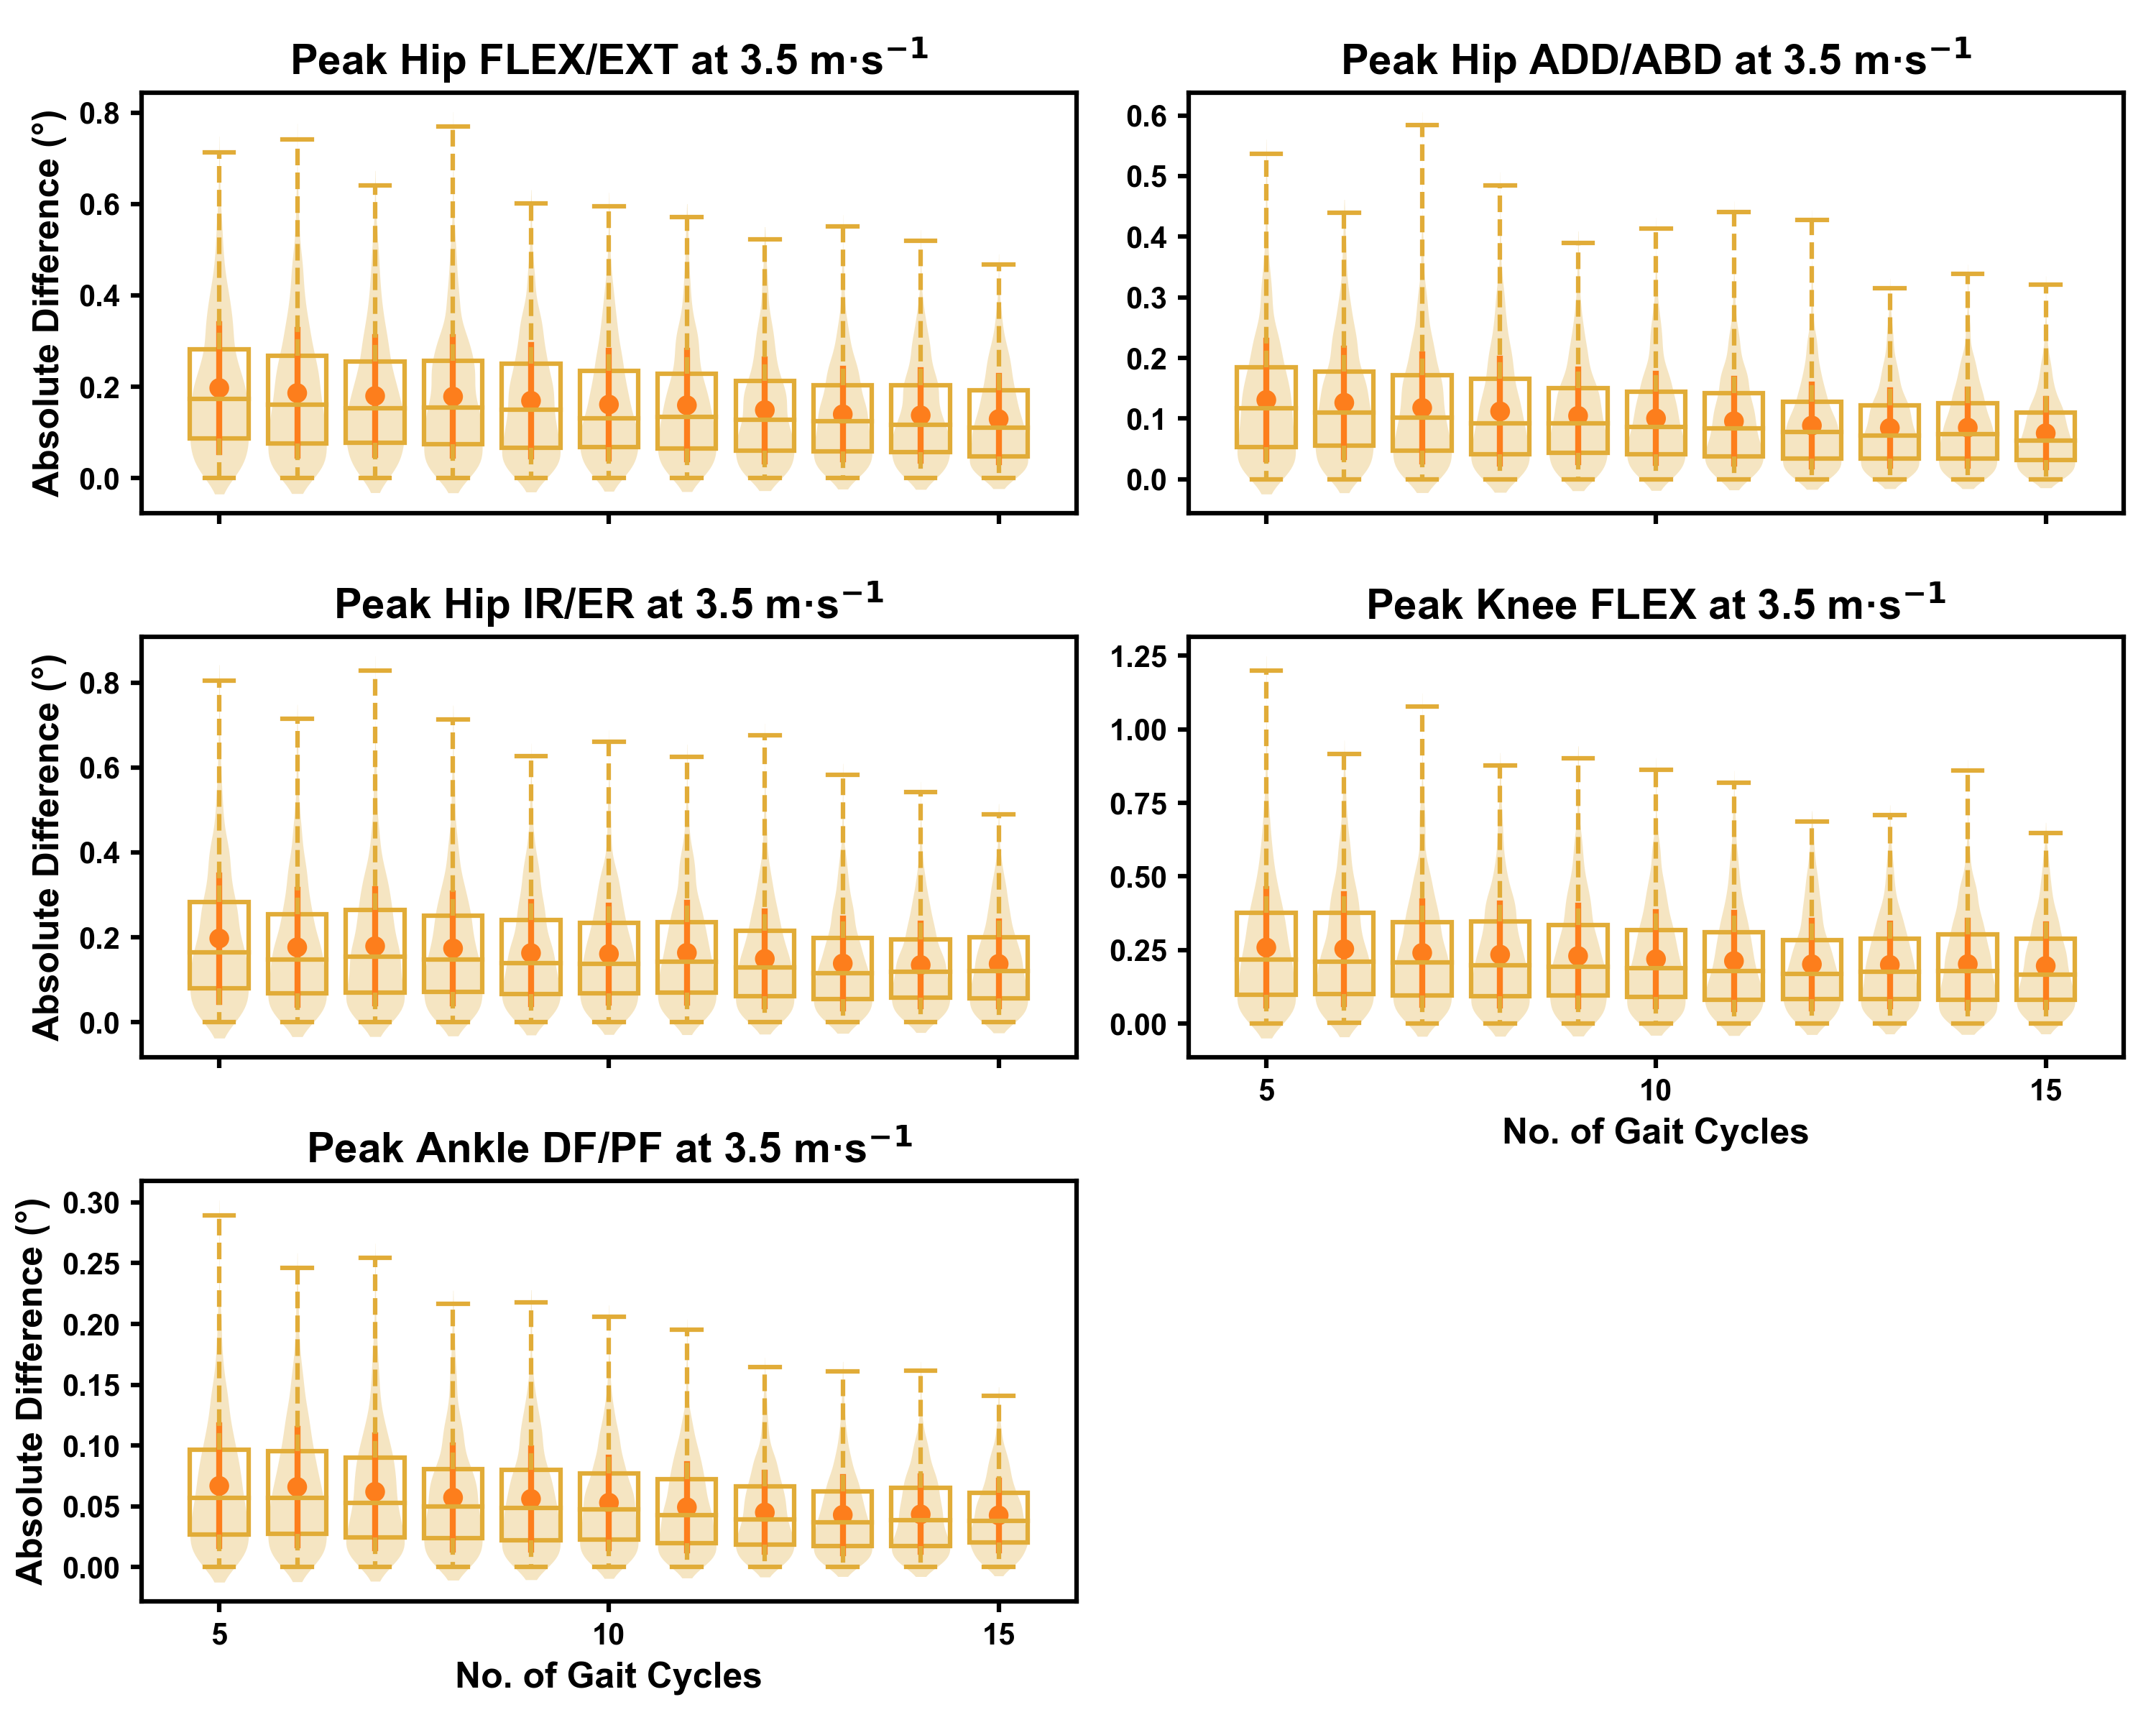 Peak Hip FLEX/EXT at 3.5 m·s⁻¹
Absolute Difference (°)
0.8
0.6
0.4
0.2
0.0
Peak Hip ADD/ABD at 3.5 m·s⁻¹
0.6
0.5
0.4
0.3
0.2
0.1
0.0
Peak Hip IR/ER at 3.5 m·s⁻¹
Absolute Difference (°)
0.8
0.6
0.4
0.2
0.0
Peak Knee FLEX at 3.5 m·s⁻¹
1.25
1.00
0.75
0.50
0.25
0.00
5 10 15
No. of Gait Cycles
Peak Ankle DF/PF at 3.5 m·s⁻¹
Absolute Difference (°)
0.30
0.25
0.20
0.15
0.10
0.05
0.00
5 10 15
No. of Gait Cycles